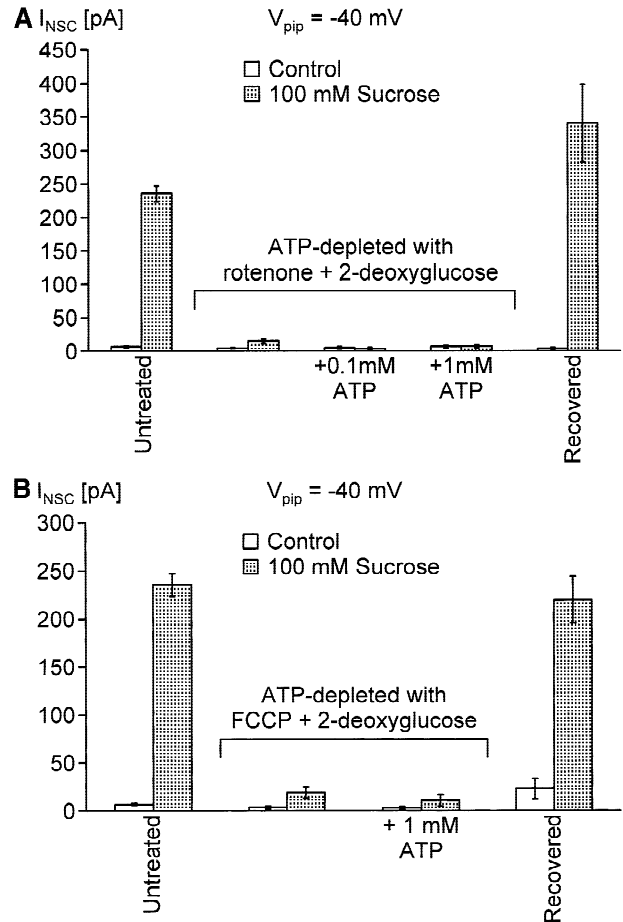 A I_NSC [pA] V_pip = -40 mV
450
400
350
300
250
200
150
100
50
0
Control
100 mM Sucrose
ATP-depleted with
rotenone + 2-deoxyglucose
Untreated
+0.1mM
ATP
+1mM
ATP
Recovered
B I_NSC [pA] V_pip = -40 mV
300
250
200
150
100
50
0
Control
100 mM Sucrose
ATP-depleted with
FCCP + 2-deoxyglucose
Untreated
+ 1 mM
ATP
Recovered